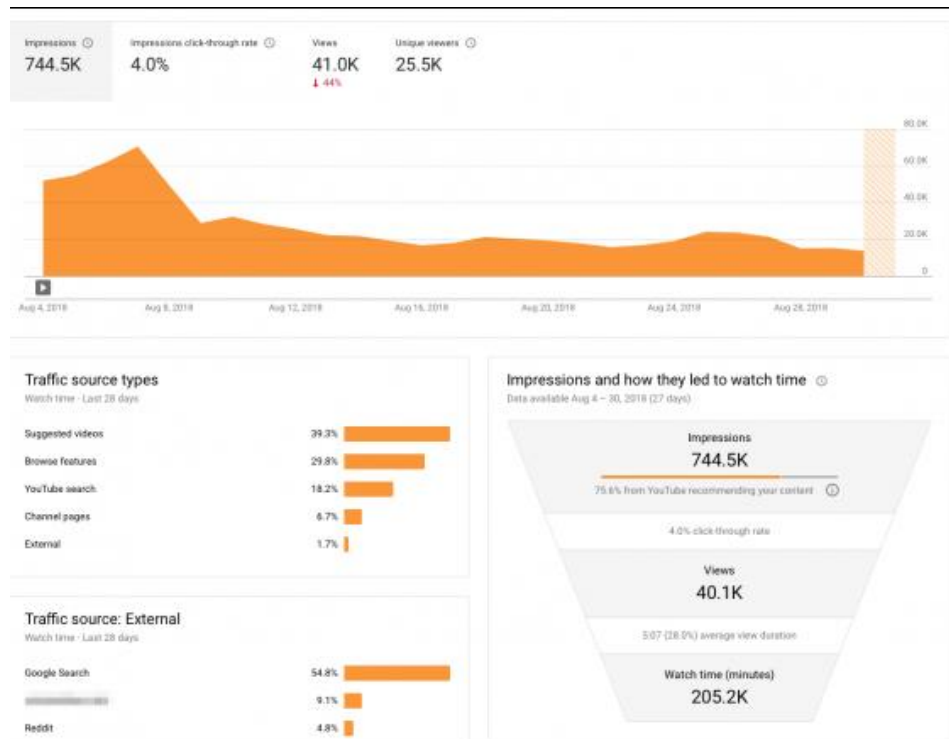 Impressions Impressions click-through rate Views Unique viewers
744.5K 4.0% 41.0K 25.5K
↓ 44%
80.0K
60.0K
40.0K
20.0K
0
Aug 4, 2018 Aug 8, 2018 Aug 12, 2018 Aug 16, 2018 Aug 20, 2018 Aug 24, 2018 Aug 28, 2018
Traffic source types
Watch time · Last 28 days
Suggested videos 39.3%
Browse features 29.8%
YouTube search 18.2%
Channel pages 6.7%
External 1.7%
Traffic source: External
Watch time · Last 28 days
Google Search 54.8%
9.1%
Reddit 4.8%
Impressions and how they led to watch time
Data available Aug 4 – 30, 2018 (27 days)
Impressions
744.5K
75.6% from YouTube recommending your content
4.0% click-through rate
Views
40.1K
5:07 (28.0%) average view duration
Watch time (minutes)
205.2K